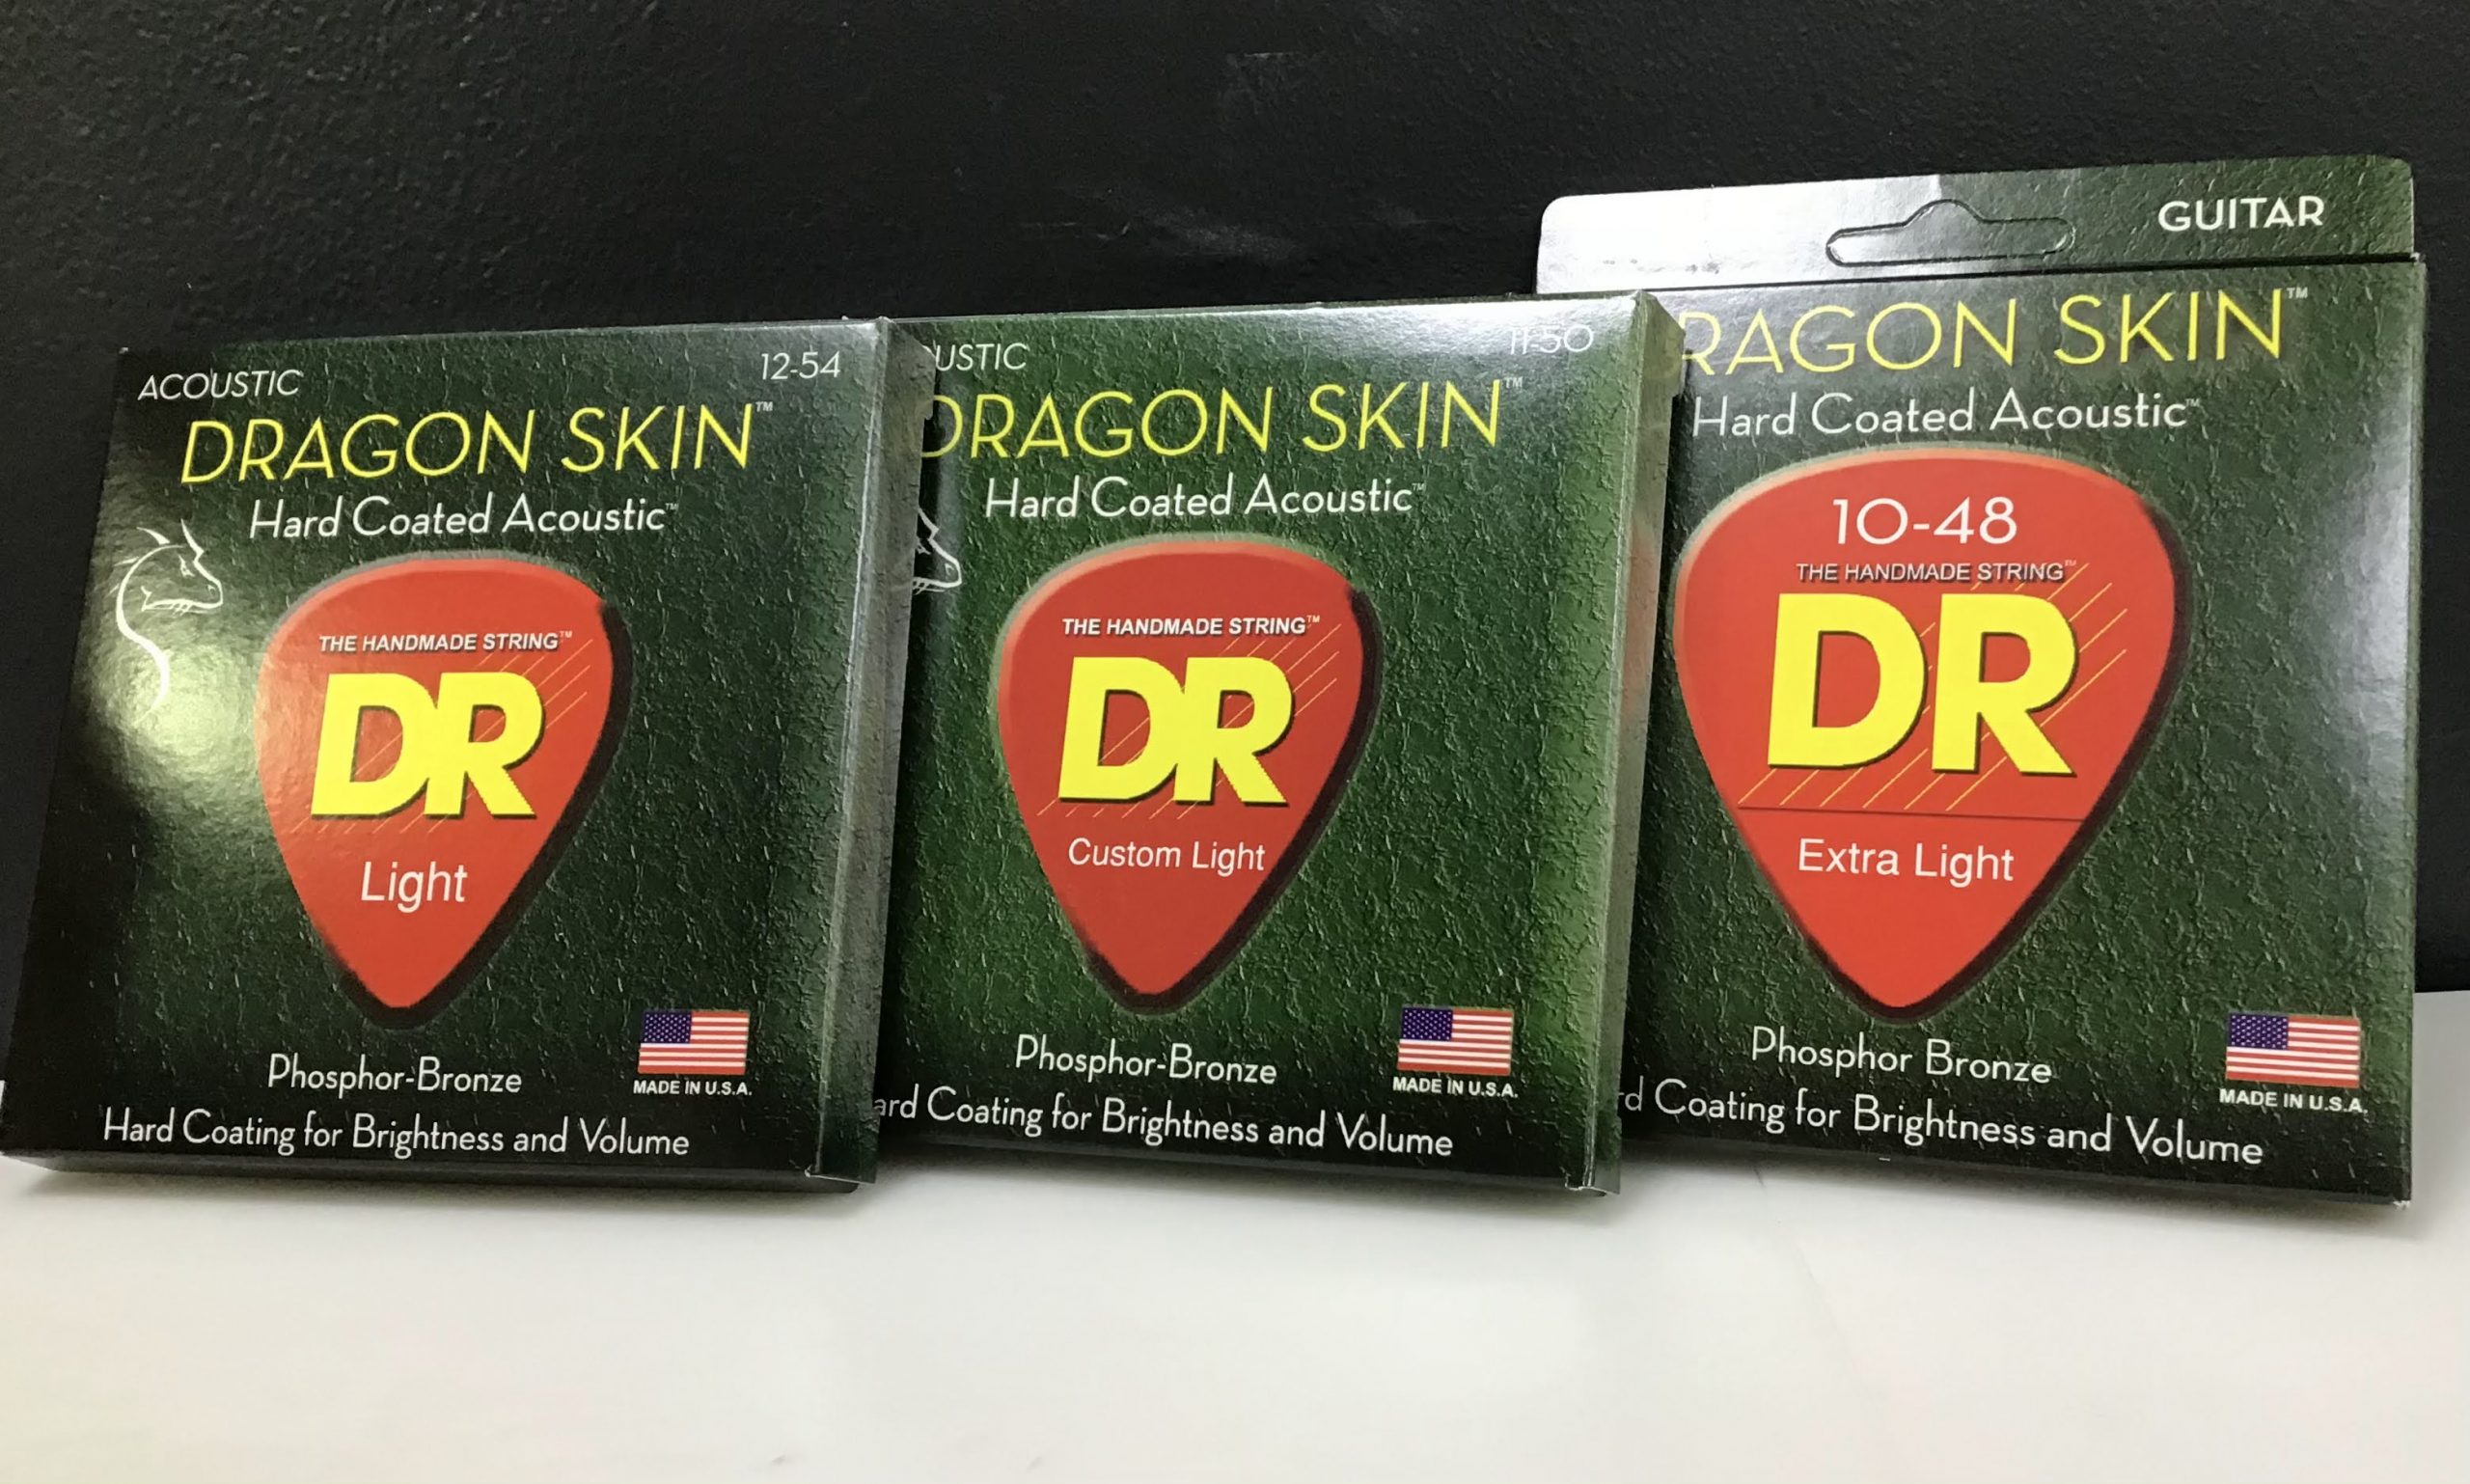 ACOUSTIC 12-54
DRAGON SKIN™
Hard Coated Acoustic™
THE HANDMADE STRING™
DR
Light
Phosphor-Bronze
MADE IN U.S.A.
Hard Coating for Brightness and Volume
USTIC 11-50
DRAGON SKIN™
Hard Coated Acoustic™
THE HANDMADE STRING™
DR
Custom Light
Phosphor-Bronze
MADE IN U.S.A.
ard Coating for Brightness and Volume
GUITAR
RAGON SKIN™
Hard Coated Acoustic™
10-48
THE HANDMADE STRING™
DR
Extra Light
Phosphor Bronze
MADE IN U.S.A.
rd Coating for Brightness and Volume